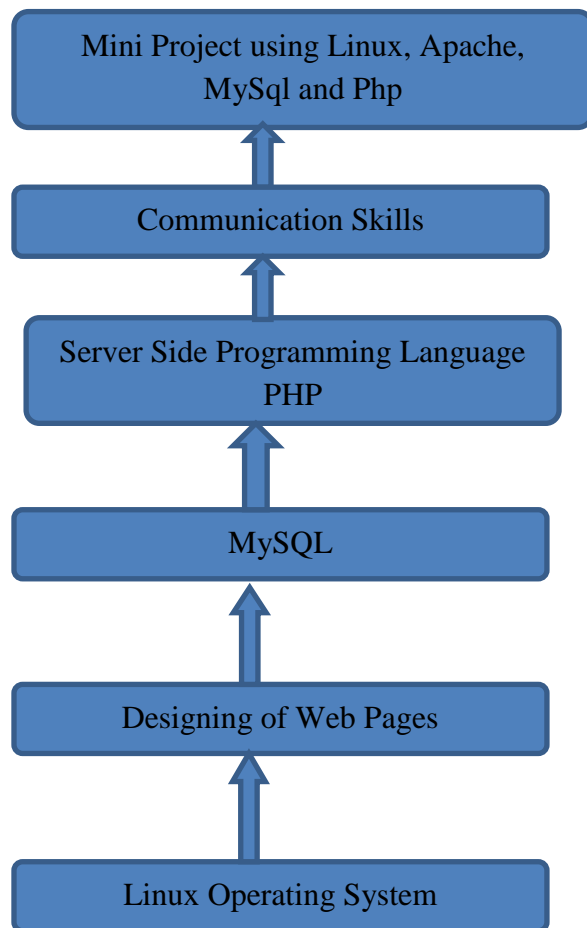 Mini Project using Linux, Apache,
MySql and Php
Communication Skills
Server Side Programming Language
PHP
MySQL
Designing of Web Pages
Linux Operating System